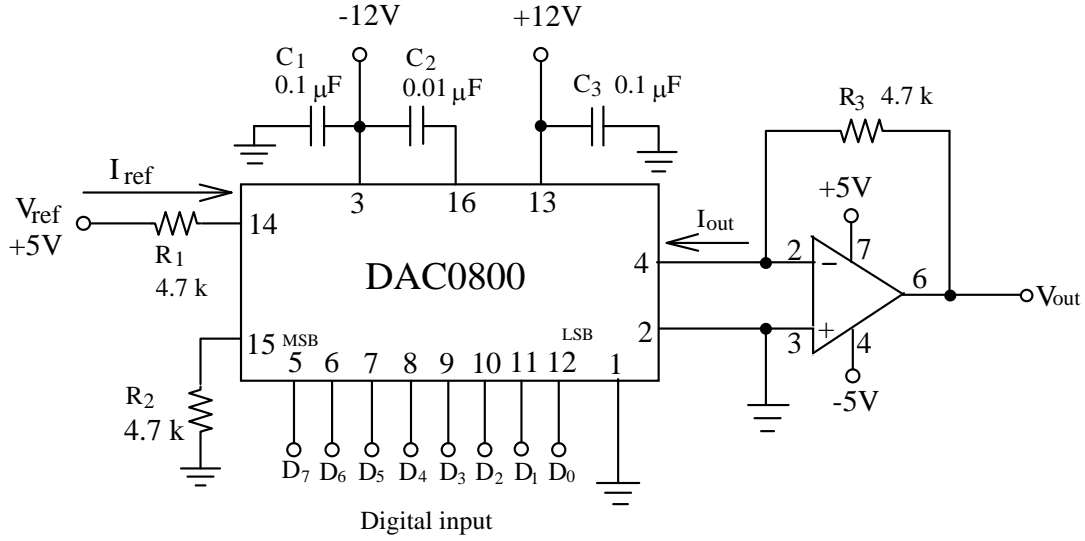 -12V
+12V
C1
0.1 µF
C2
0.01 µF
C3 0.1 µF
R3 4.7 k
Iref
Vref
+5V
R1
4.7 k
14
3
16
13
DAC0800
Iout
4
2
2
3
+5V
7
6
4
-5V
−
+
Vout
15
MSB
LSB
5 6 7 8 9 10 11 12 1
R2
4.7 k
D7 D6 D5 D4 D3 D2 D1 D0
Digital input